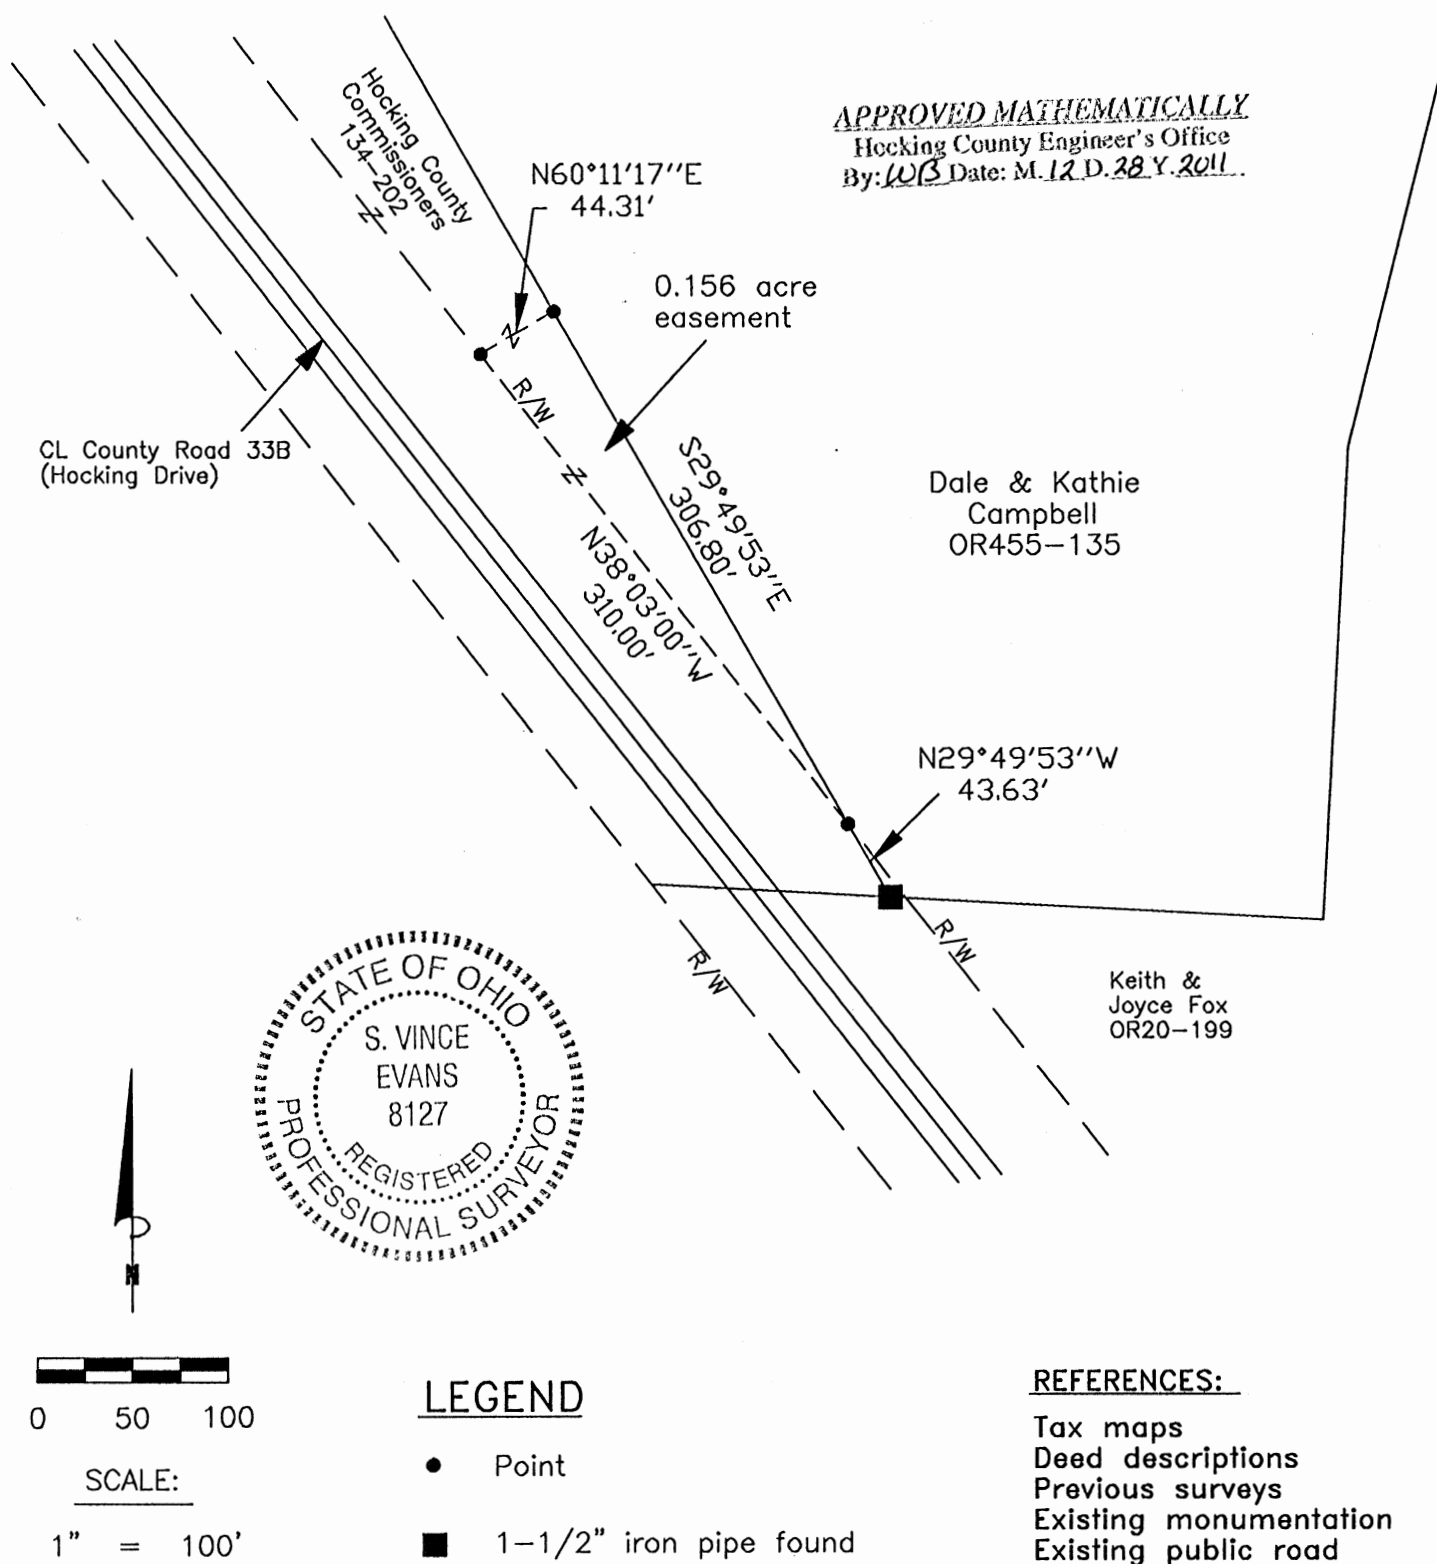 Hocking County
Commissioners
134-202
APPROVED MATHEMATICALLY
Hocking County Engineer's Office
By: WB Date: M. 12 D. 28 Y. 2011.
N60°11'17"E
44.31'
0.156 acre
easement
R/W
CL County Road 33B
(Hocking Drive)
S29°49'53"E
306.80'
Dale & Kathie
Campbell
OR455-135
N38°03'00"W
310.00'
N29°49'53"W
43.63'
R/W
R/W
Keith &
Joyce Fox
OR20-199
STATE OF OHIO
S. VINCE
EVANS
8127
REGISTERED
PROFESSIONAL SURVEYOR
N
0 50 100
SCALE:
1" = 100'
LEGEND
Point
1-1/2" iron pipe found
REFERENCES:
Tax maps
Deed descriptions
Previous surveys
Existing monumentation
Existing public road